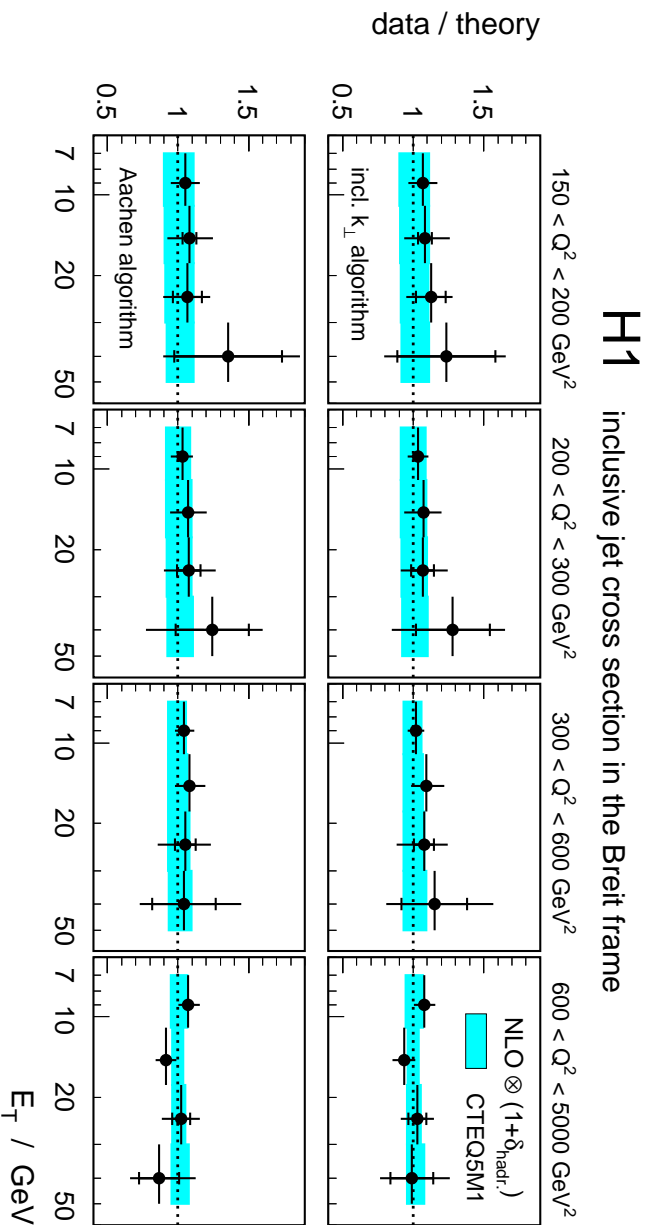 H1 inclusive jet cross section in the Breit frame
150 < Q² < 200 GeV²
200 < Q² < 300 GeV²
300 < Q² < 600 GeV²
600 < Q² < 5000 GeV²
data / theory
1.5
1
0.5
incl. k⊥ algorithm
NLO ⊗ (1+δhadr.)
CTEQ5M1
1.5
1
0.5
Aachen algorithm
7 10 20 50
7 10 20 50
7 10 20 50
7 10 20 50
E_T / GeV